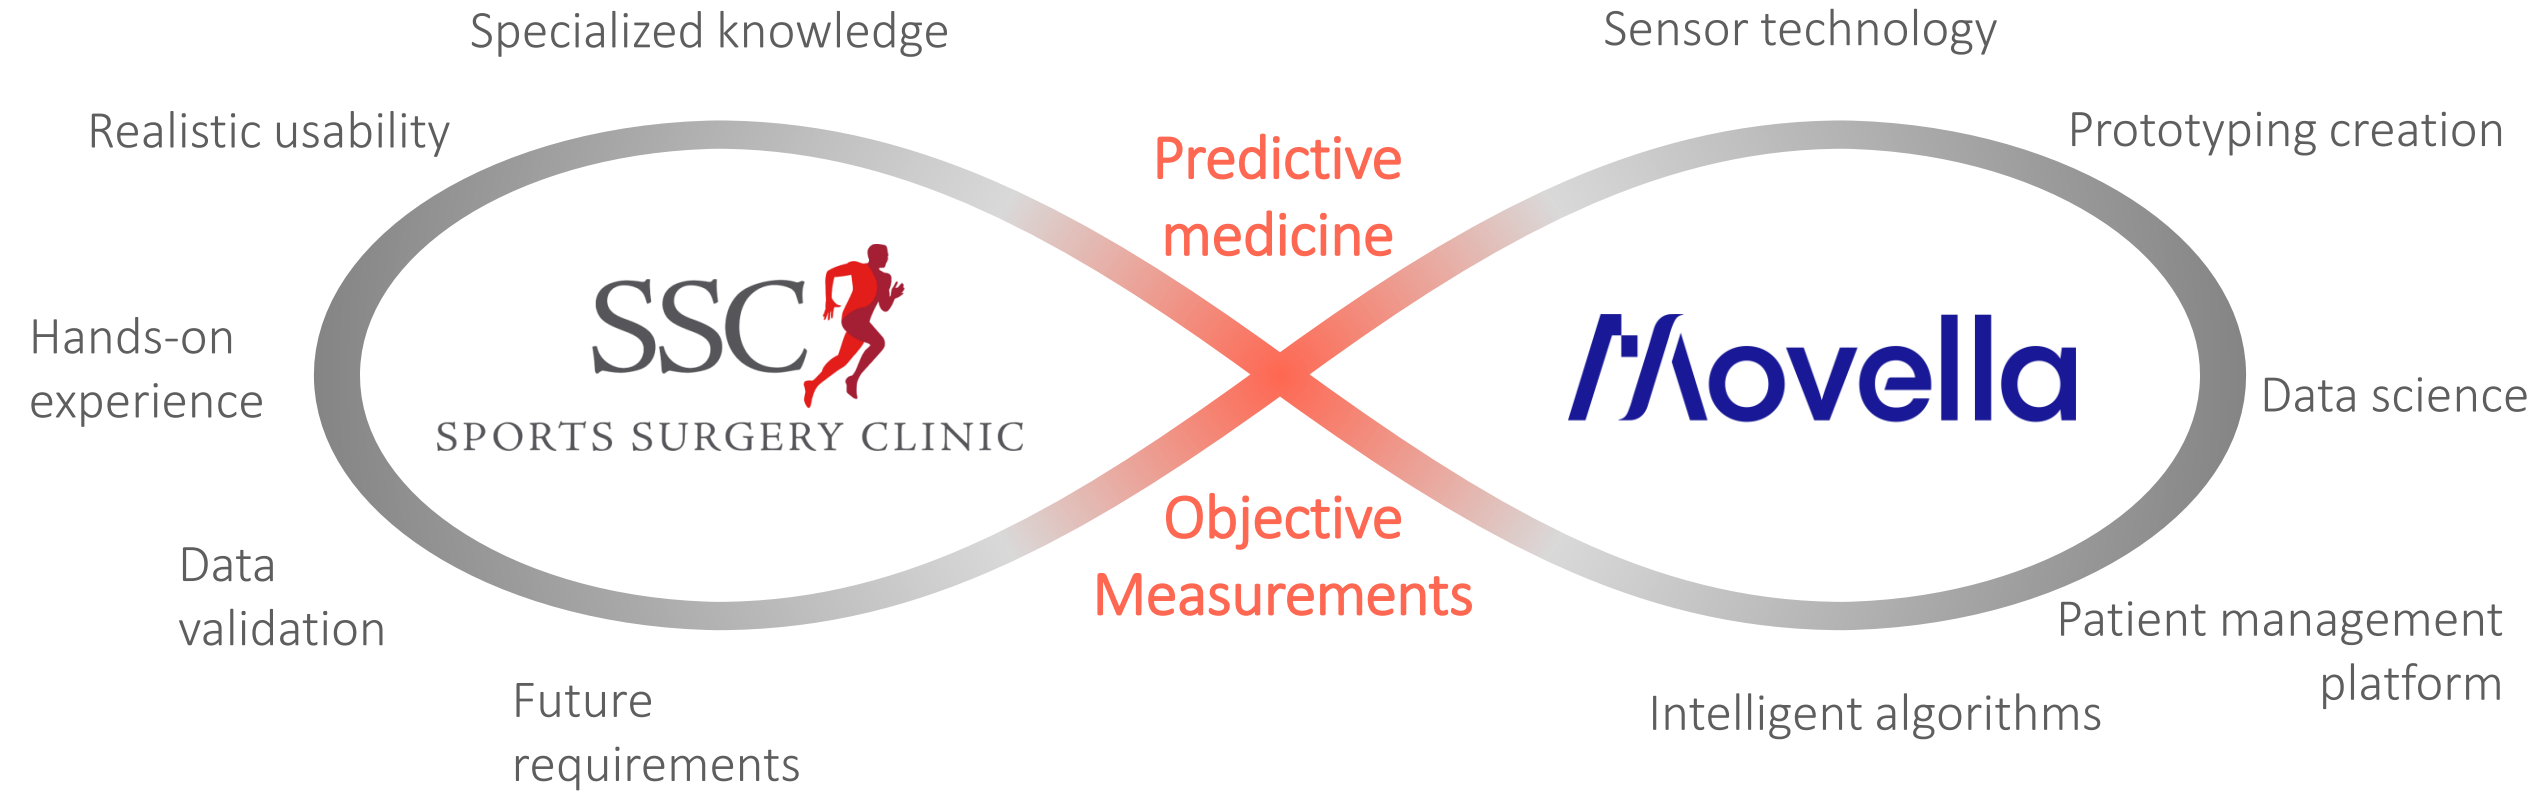 Specialized knowledge
Realistic usability
Hands-on
experience
Data
validation
Future
requirements
SSC
SPORTS SURGERY CLINIC
Predictive
medicine
Objective
Measurements
Movella
Sensor technology
Prototyping creation
Data science
Patient management
platform
Intelligent algorithms